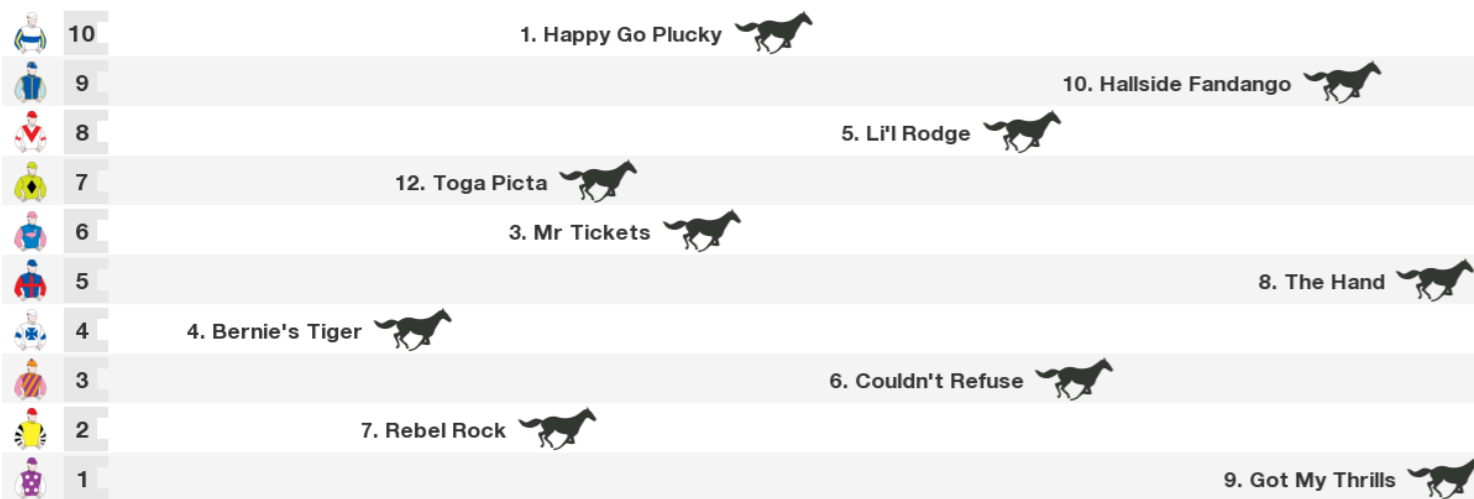 10 1. Happy Go Plucky
9 10. Hallside Fandango
8 5. Li'l Rodge
7 12. Toga Picta
6 3. Mr Tickets
5 8. The Hand
4 4. Bernie's Tiger
3 6. Couldn't Refuse
2 7. Rebel Rock
1 9. Got My Thrills